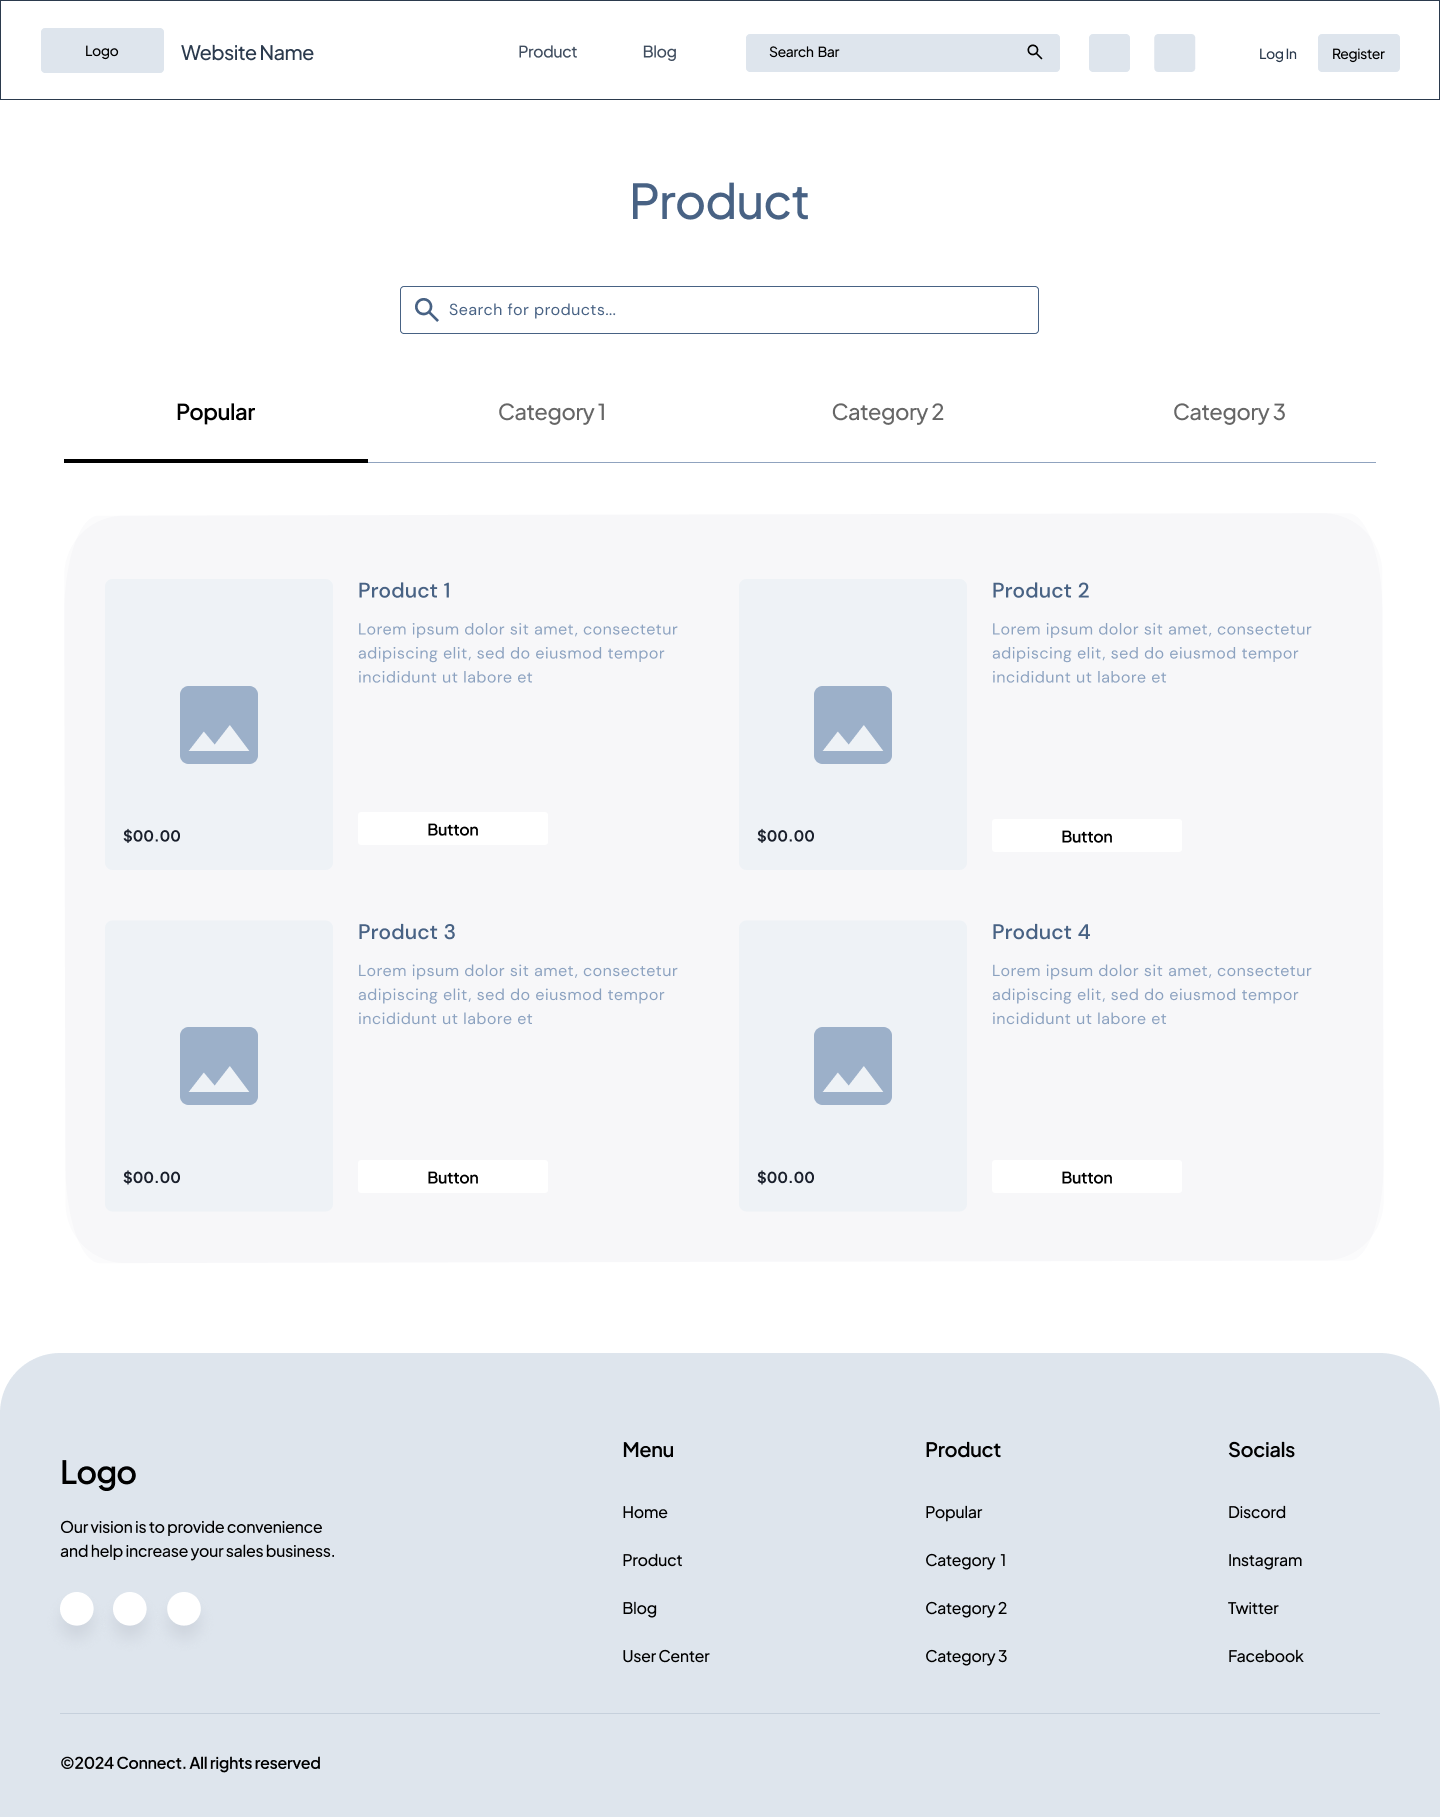 Logo
Website Name
Product
Blog
Search Bar
Log In
Register
Product
Search for products...
Popular
Category 1
Category 2
Category 3
Product 1
Lorem ipsum dolor sit amet, consectetur
adipiscing elit, sed do eiusmod tempor
incididunt ut labore et
$00.00
Button
Product 2
Lorem ipsum dolor sit amet, consectetur
adipiscing elit, sed do eiusmod tempor
incididunt ut labore et
$00.00
Button
Product 3
Lorem ipsum dolor sit amet, consectetur
adipiscing elit, sed do eiusmod tempor
incididunt ut labore et
$00.00
Button
Product 4
Lorem ipsum dolor sit amet, consectetur
adipiscing elit, sed do eiusmod tempor
incididunt ut labore et
$00.00
Button
Logo
Our vision is to provide convenience
and help increase your sales business.
Menu
Home
Product
Blog
User Center
Product
Popular
Category 1
Category 2
Category 3
Socials
Discord
Instagram
Twitter
Facebook
©2024 Connect. All rights reserved